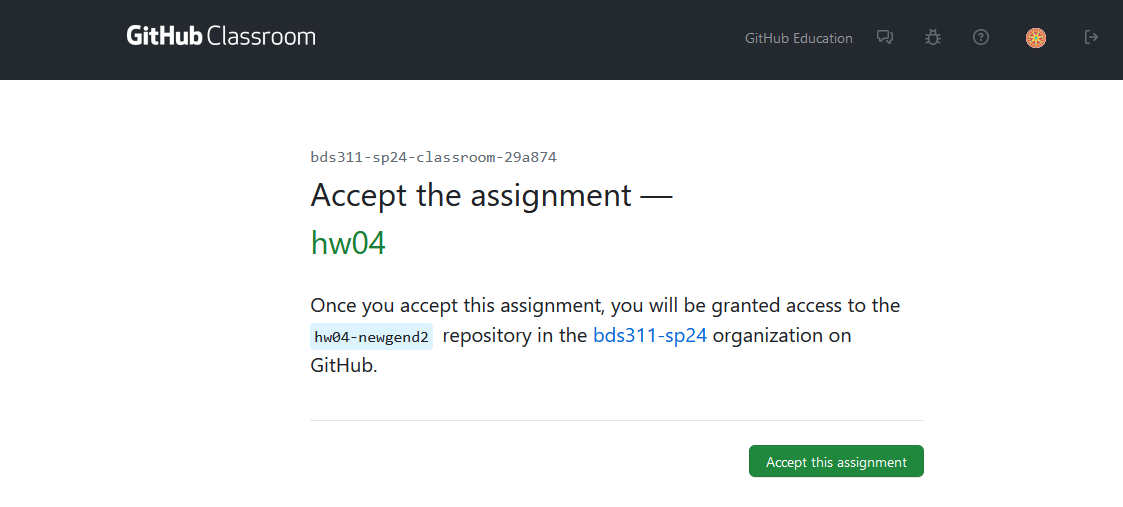 GitHub Classroom
GitHub Education
bds311-sp24-classroom-29a874
Accept the assignment —
hw04
Once you accept this assignment, you will be granted access to the
hw04-newgend2 repository in the bds311-sp24 organization on
GitHub.
Accept this assignment